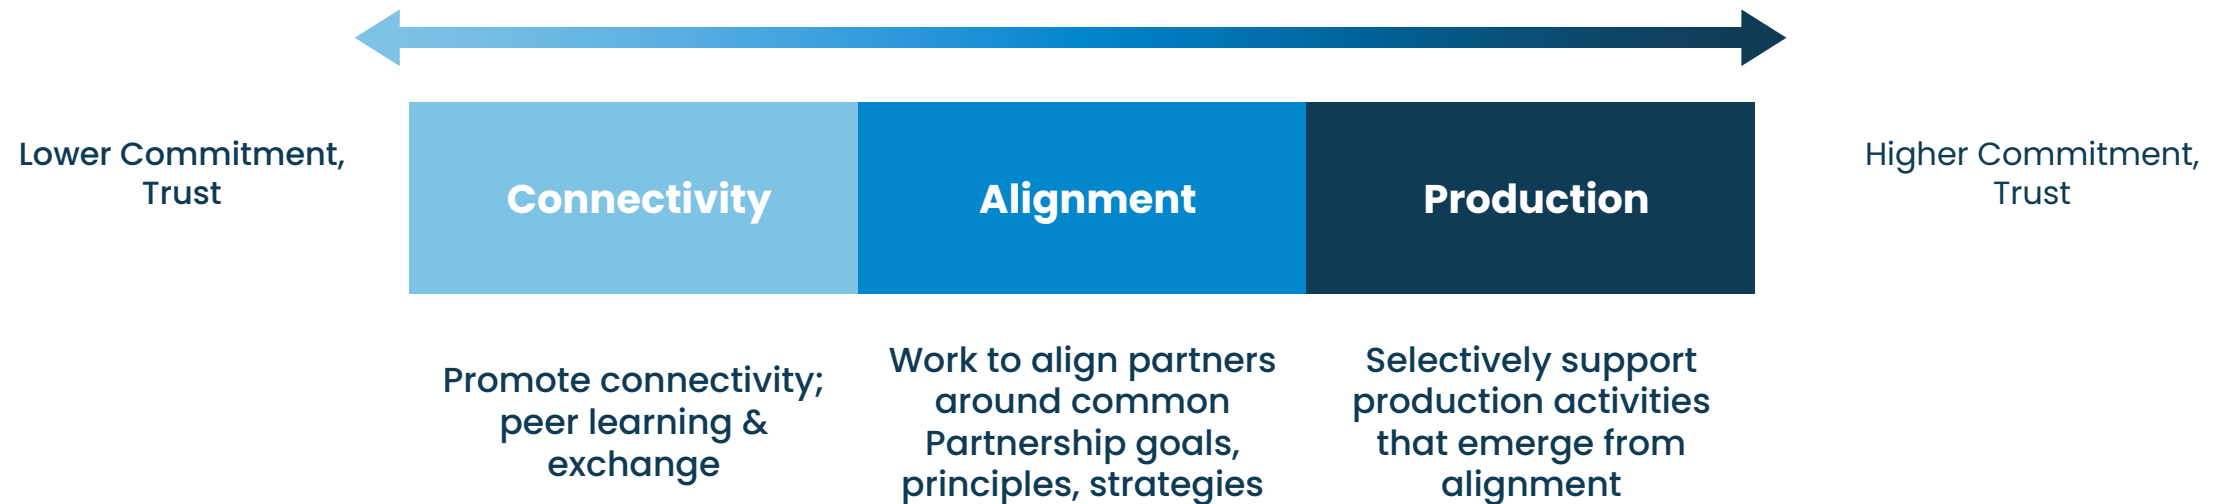 Lower Commitment,
Trust
Connectivity
Alignment
Production
Higher Commitment,
Trust
Promote connectivity;
peer learning &
exchange
Work to align partners
around common
Partnership goals,
principles, strategies
Selectively support
production activities
that emerge from
alignment